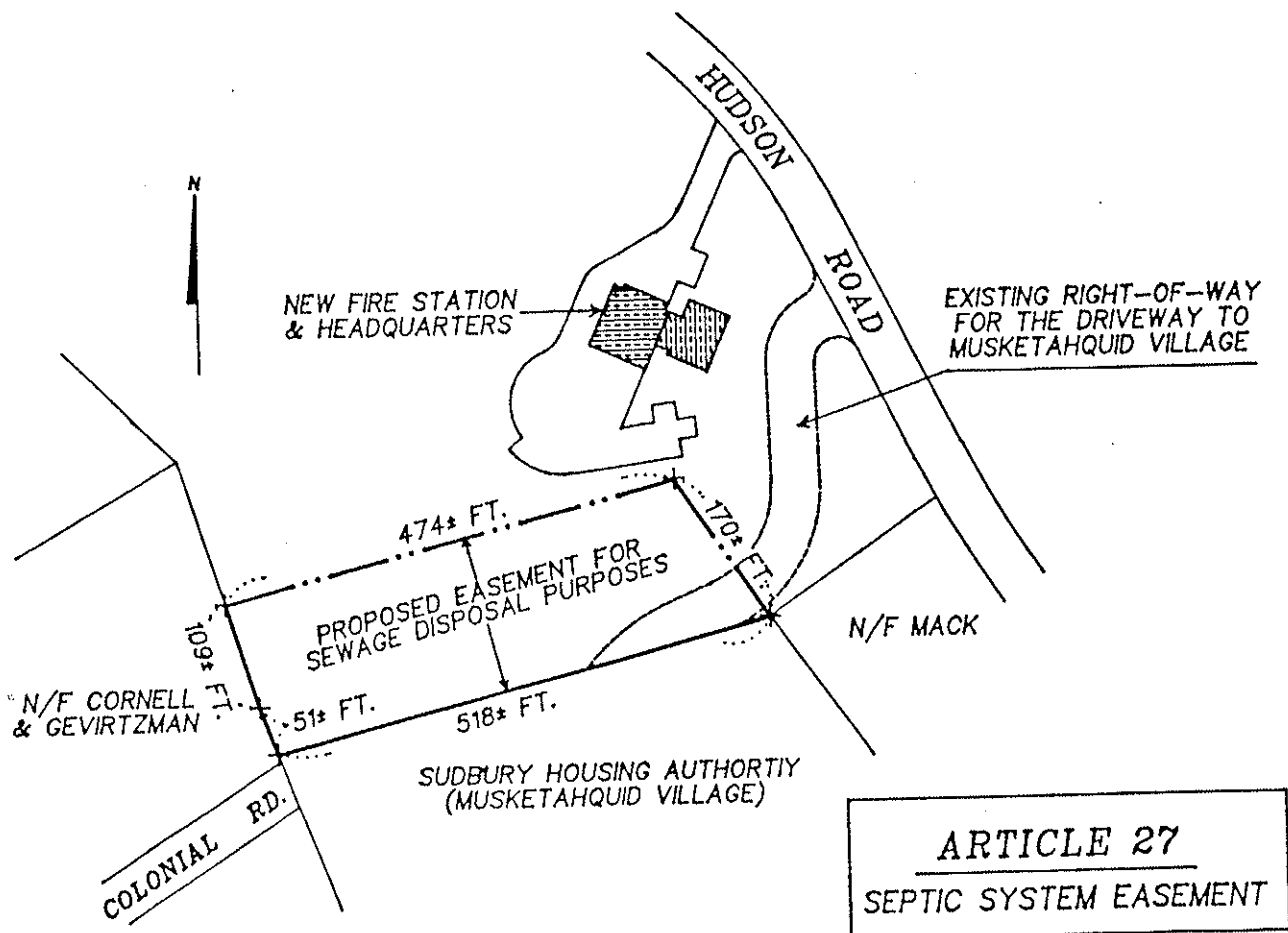 HUDSON
ROAD
N
NEW FIRE STATION
& HEADQUARTERS
EXISTING RIGHT-OF-WAY
FOR THE DRIVEWAY TO
MUSKETAHQUID VILLAGE
474± FT.
170± FT.
PROPOSED EASEMENT FOR
SEWAGE DISPOSAL PURPOSES
109± FT.
N/F MACK
N/F CORNELL
& GEVIRTZMAN
51± FT.
518± FT.
SUDBURY HOUSING AUTHORTIY
(MUSKETAHQUID VILLAGE)
COLONIAL RD.
ARTICLE 27
SEPTIC SYSTEM EASEMENT